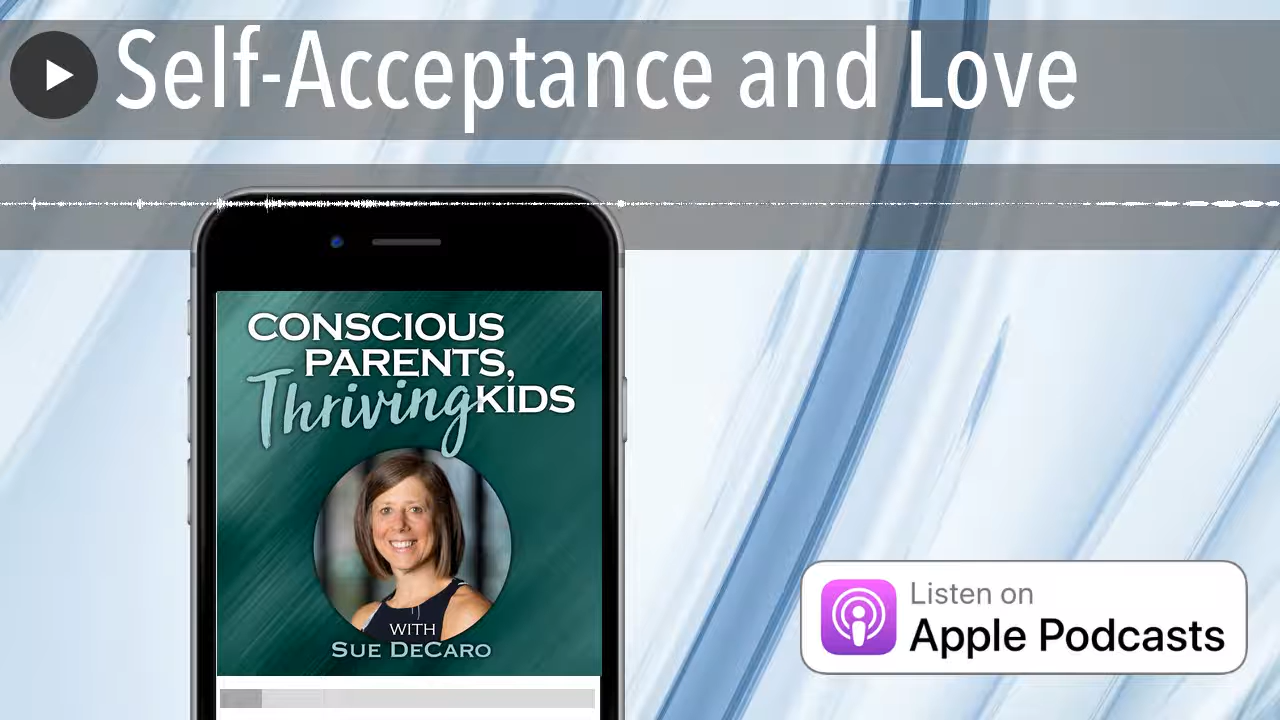 Self-Acceptance and Love
CONSCIOUS
PARENTS,
Thriving KIDS
WITH
SUE DECARO
Listen on
Apple Podcasts